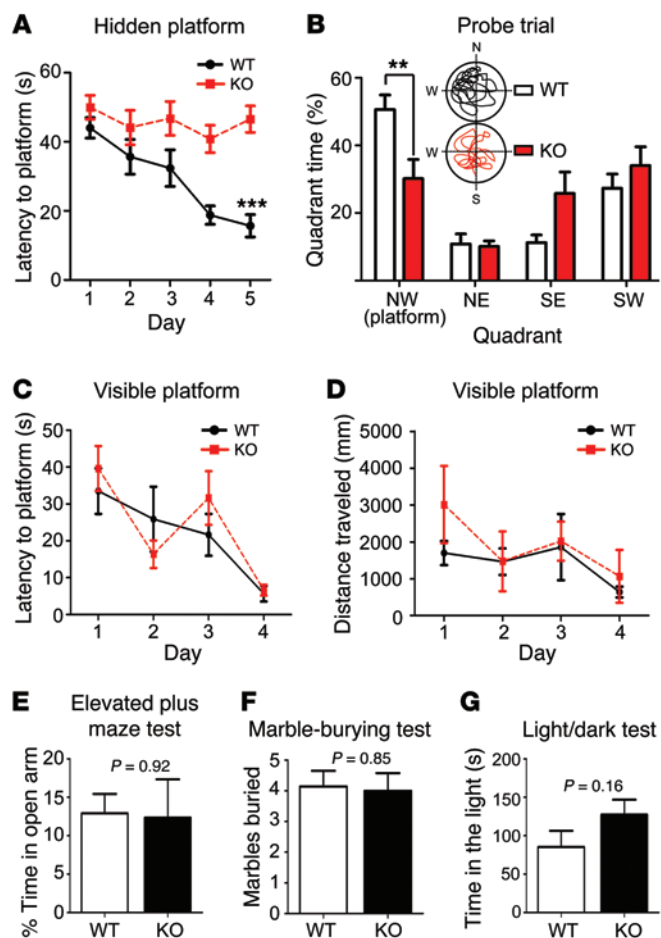 A Hidden platform
WT
KO
Latency to platform (s)
60
40
20
0
***
1 2 3 4 5
Day
B Probe trial
**
N
W
WT
W
KO
S
Quadrant time (%)
60
40
20
NW
(platform)
NE
SE
SW
Quadrant
C Visible platform
WT
KO
Latency to platform (s)
50
40
30
20
10
0
1 2 3 4
Day
D Visible platform
WT
KO
Distance traveled (mm)
5000
4000
3000
2000
1000
0
1 2 3 4
Day
E Elevated plus
maze test
P = 0.92
% Time in open arm
20
15
10
5
0
WT KO
F Marble-burying test
P = 0.85
Marbles buried
5
4
3
2
1
0
WT KO
G Light/dark test
P = 0.16
Time in the light (s)
200
150
100
50
0
WT KO